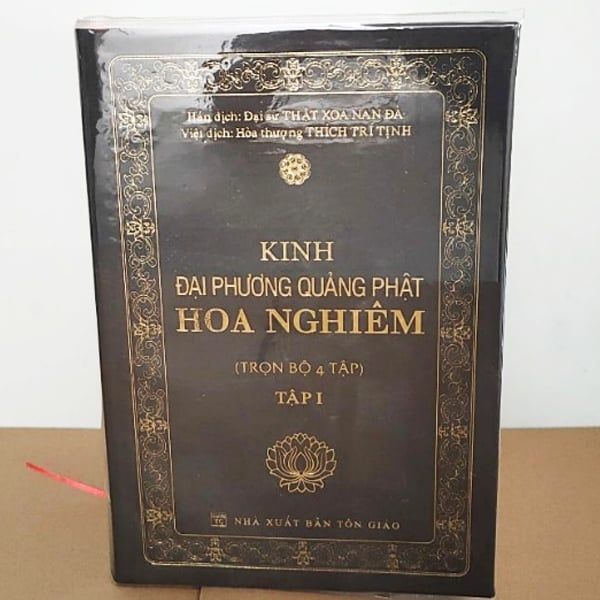 Hán dịch: Đại sư THẬT XOA NAN ĐÀ
Việt dịch: Hòa thượng THÍCH TRÍ TỊNH
KINH
ĐẠI PHƯƠNG QUẢNG PHẬT
HOA NGHIÊM
(TRỌN BỘ 4 TẬP)
TẬP I
NHÀ XUẤT BẢN TÔN GIÁO